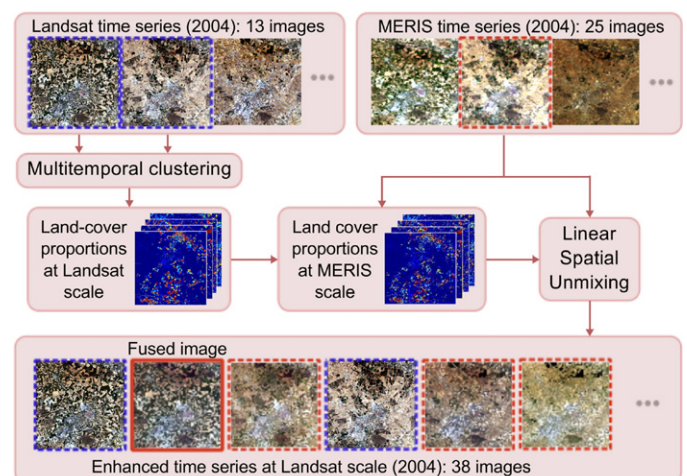 Landsat time series (2004): 13 images
MERIS time series (2004): 25 images
Multitemporal clustering
Land-cover
proportions
at Landsat
scale
Land cover
proportions
at MERIS
scale
Linear
Spatial
Unmixing
Fused image
Enhanced time series at Landsat scale (2004): 38 images